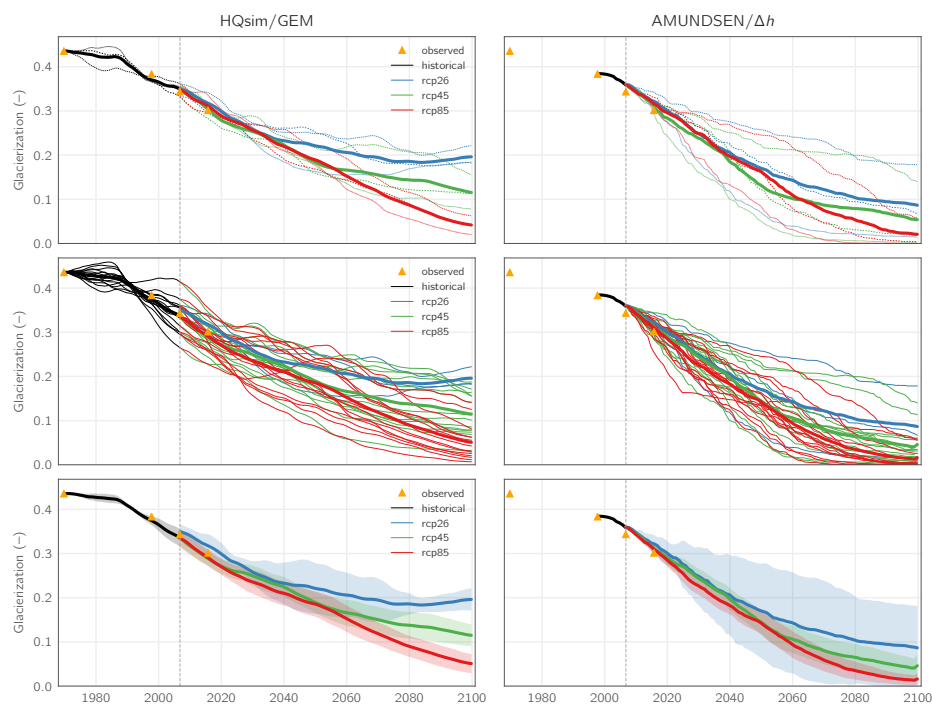 HQsim/GEM
AMUNDSEN/Δh
Glacierization (−)
0.4
0.3
0.2
0.1
0.0
observed
historical
rcp26
rcp45
rcp85
Glacierization (−)
0.4
0.3
0.2
0.1
0.0
observed
historical
rcp26
rcp45
rcp85
Glacierization (−)
0.4
0.3
0.2
0.1
0.0
observed
historical
rcp26
rcp45
rcp85
1980 2000 2020 2040 2060 2080 2100
1980 2000 2020 2040 2060 2080 2100